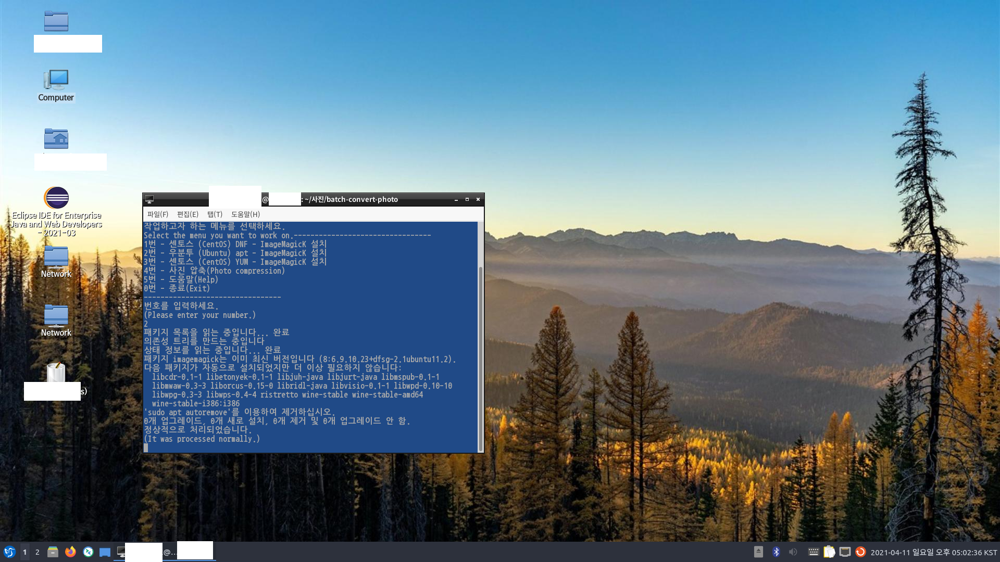 Computer
Eclipse IDE for Enterprise
Java and Web Developers
- 2021-03
Network
Network
s)
@ : ~/사진/batch-convert-photo
파일(F) 편집(E) 탭(T) 도움말(H)
작업하고자 하는 메뉴를 선택하세요.
Select the menu you want to work on.---------------------------------
1번 - 센토스 (CentOS) DNF - ImageMagicK 설치
2번 - 우분투 (Ubuntu) apt - ImageMagicK 설치
3번 - 센토스 (CentOS) YUM - ImageMagicK 설치
4번 - 사진 압축(Photo compression)
5번 - 도움말(Help)
0번 - 종료(Exit)
---------------------------------
번호를 입력하세요.
(Please enter your number.)
2
패키지 목록을 읽는 중입니다... 완료
의존성 트리를 만드는 중입니다
상태 정보를 읽는 중입니다... 완료
패키지 imagemagick는 이미 최신 버전입니다 (8:6.9.10.23+dfsg-2.1ubuntu11.2).
다음 패키지가 자동으로 설치되었지만 더 이상 필요하지 않습니다:
libcdr-0.1-1 libetonyek-0.1-1 libjuh-java libjurt-java libmspub-0.1-1
libmwaw-0.3-3 liborcus-0.15-0 libridl-java libvisio-0.1-1 libwpd-0.10-10
libwpg-0.3-3 libwps-0.4-4 ristretto wine-stable wine-stable-amd64
wine-stable-i386:i386
'sudo apt autoremove'를 이용하여 제거하십시오.
0개 업그레이드, 0개 새로 설치, 0개 제거 및 0개 업그레이드 안 함.
정상적으로 처리되었습니다.
(It was processed normally.)
1 2 @... 2021-04-11 일요일 오후 05:02:36 KST